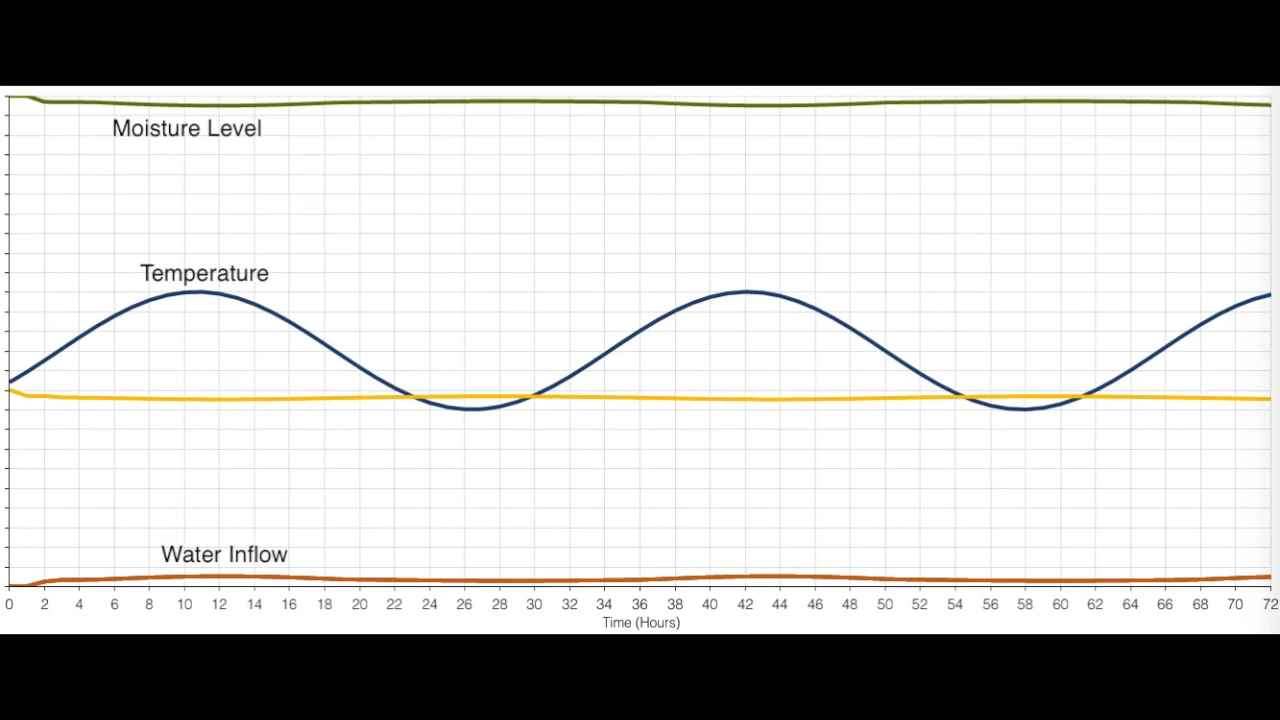 Moisture Level
Temperature
Water Inflow
0 2 4 6 8 10 12 14 16 18 20 22 24 26 28 30 32 34 36 38 40 42 44 46 48 50 52 54 56 58 60 62 64 66 68 70 72
Time (Hours)